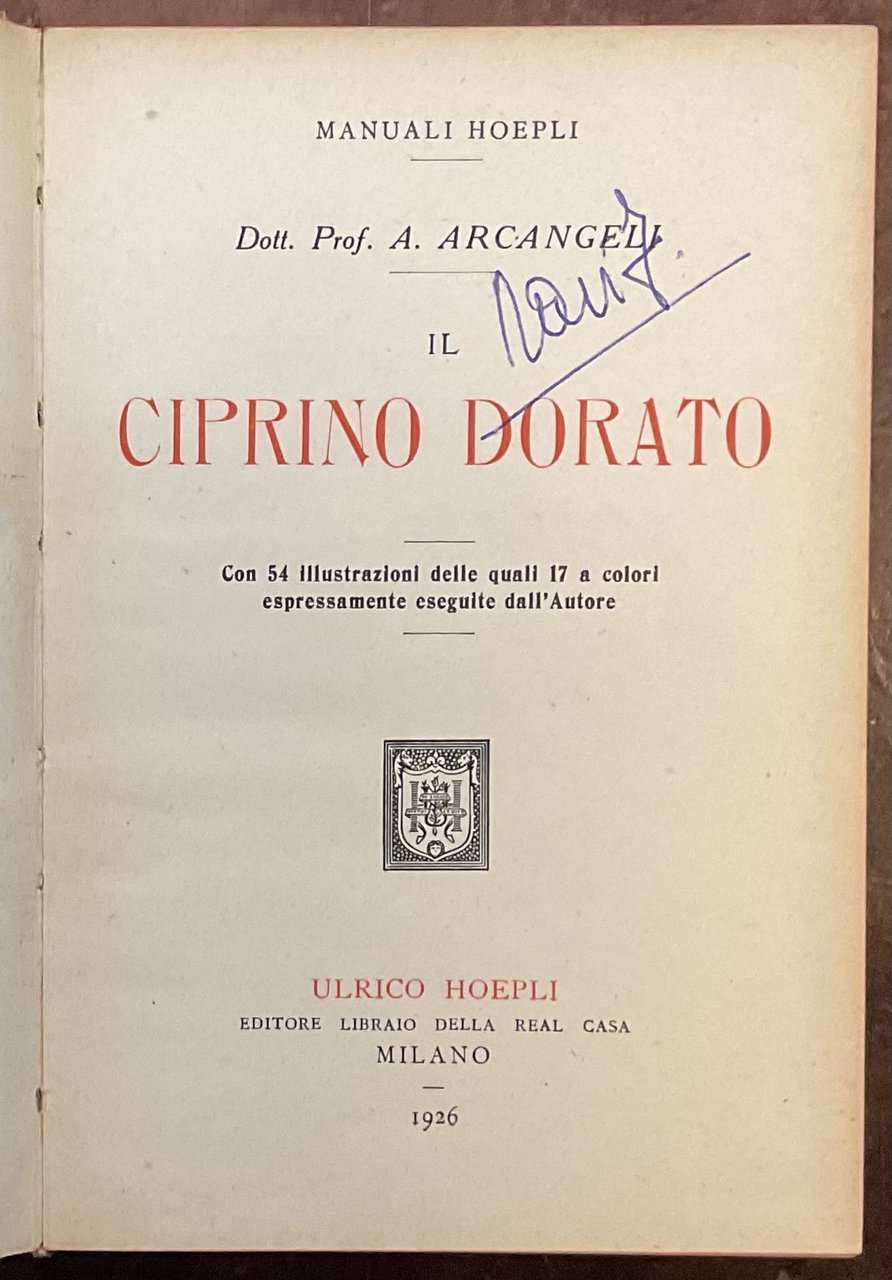 MANUALI HOEPLI
Dott. Prof. A. ARCANGELI
IL
CIPRINO DORATO
Con 54 illustrazioni delle quali 17 a colori
espressamente eseguite dall'Autore
ULRICO HOEPLI
EDITORE LIBRAIO DELLA REAL CASA
MILANO
1926